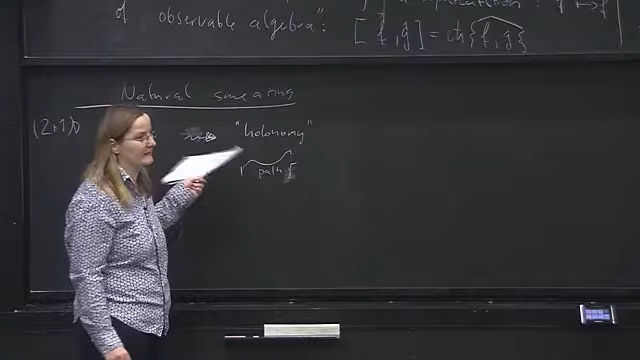 of observable algebra":
[f, g] = iħ{f, g}
Natural smearing
(2+1)D
"holonomy"
path